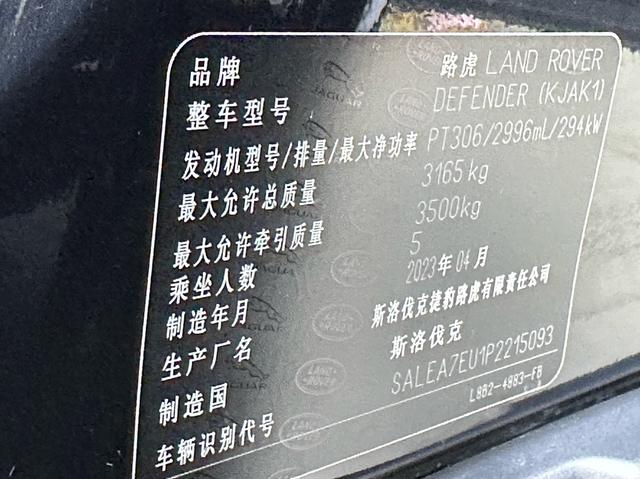 品牌 路虎 LAND ROVER
整车型号 DEFENDER (KJAK1)
发动机型号/排量/最大净功率 PT306/2996mL/294kW
最大允许总质量 3165kg
最大允许牵引质量 3500kg
乘坐人数 5
制造年月 2023年04月
生产厂名 斯洛伐克捷豹路虎有限责任公司
制造国 斯洛伐克
车辆识别代号 SALEA7EU1P2215093
L8B2-4883-FB